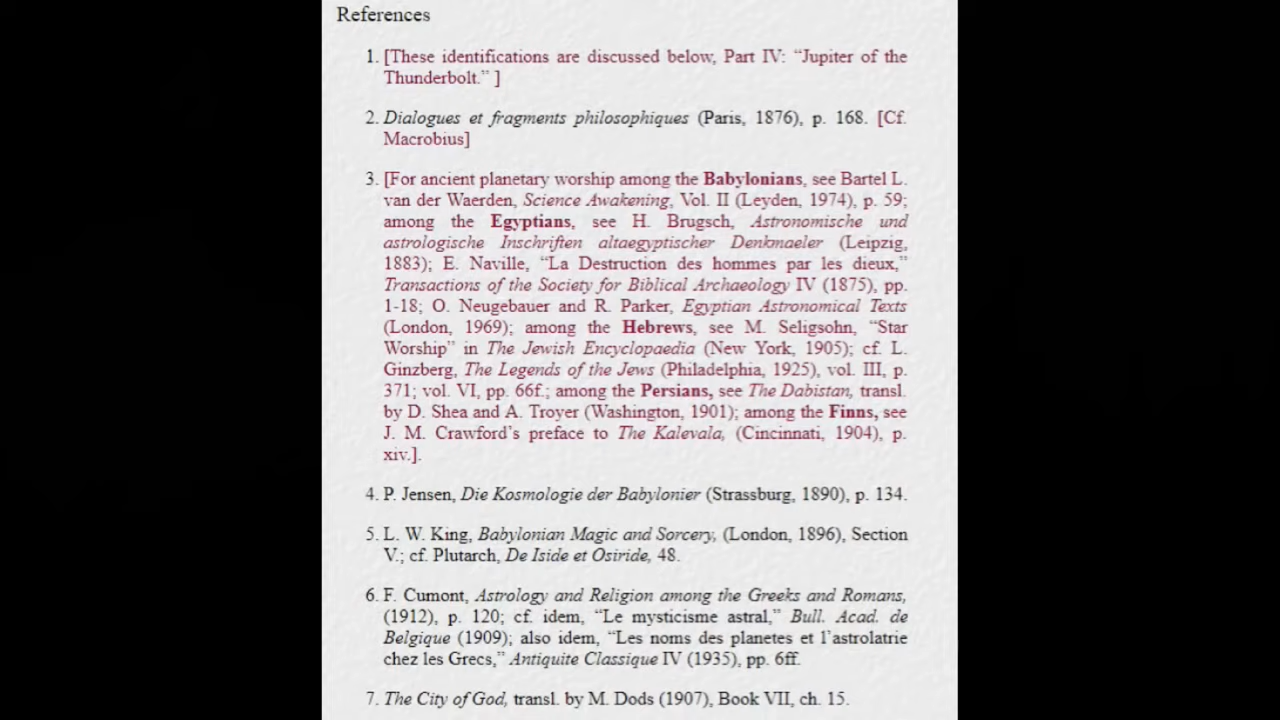 References
1. [These identifications are discussed below, Part IV: “Jupiter of the
Thunderbolt.” ]
2. Dialogues et fragments philosophiques (Paris, 1876), p. 168. [Cf.
Macrobius]
3. [For ancient planetary worship among the Babylonians, see Bartel L.
van der Waerden, Science Awakening, Vol. II (Leyden, 1974), p. 59;
among the Egyptians, see H. Brugsch, Astronomische und
astrologische Inschriften altaegyptischer Denkmaeler (Leipzig,
1883); E. Naville, “La Destruction des hommes par les dieux,”
Transactions of the Society for Biblical Archaeology IV (1875), pp.
1-18; O. Neugebauer and R. Parker, Egyptian Astronomical Texts
(London, 1969); among the Hebrews, see M. Seligsohn, “Star
Worship” in The Jewish Encyclopaedia (New York, 1905); cf. L.
Ginzberg, The Legends of the Jews (Philadelphia, 1925), vol. III, p.
371; vol. VI, pp. 66f.; among the Persians, see The Dabistan, transl.
by D. Shea and A. Troyer (Washington, 1901); among the Finns, see
J. M. Crawford’s preface to The Kalevala, (Cincinnati, 1904), p.
xiv.].
4. P. Jensen, Die Kosmologie der Babylonier (Strassburg, 1890), p. 134.
5. L. W. King, Babylonian Magic and Sorcery, (London, 1896), Section
V.; cf. Plutarch, De Iside et Osiride, 48.
6. F. Cumont, Astrology and Religion among the Greeks and Romans,
(1912), p. 120; cf. idem, “Le mysticisme astral,” Bull. Acad. de
Belgique (1909); also idem, “Les noms des planetes et l’astrolatrie
chez les Grecs,” Antiquite Classique IV (1935), pp. 6ff.
7. The City of God, transl. by M. Dods (1907), Book VII, ch. 15.